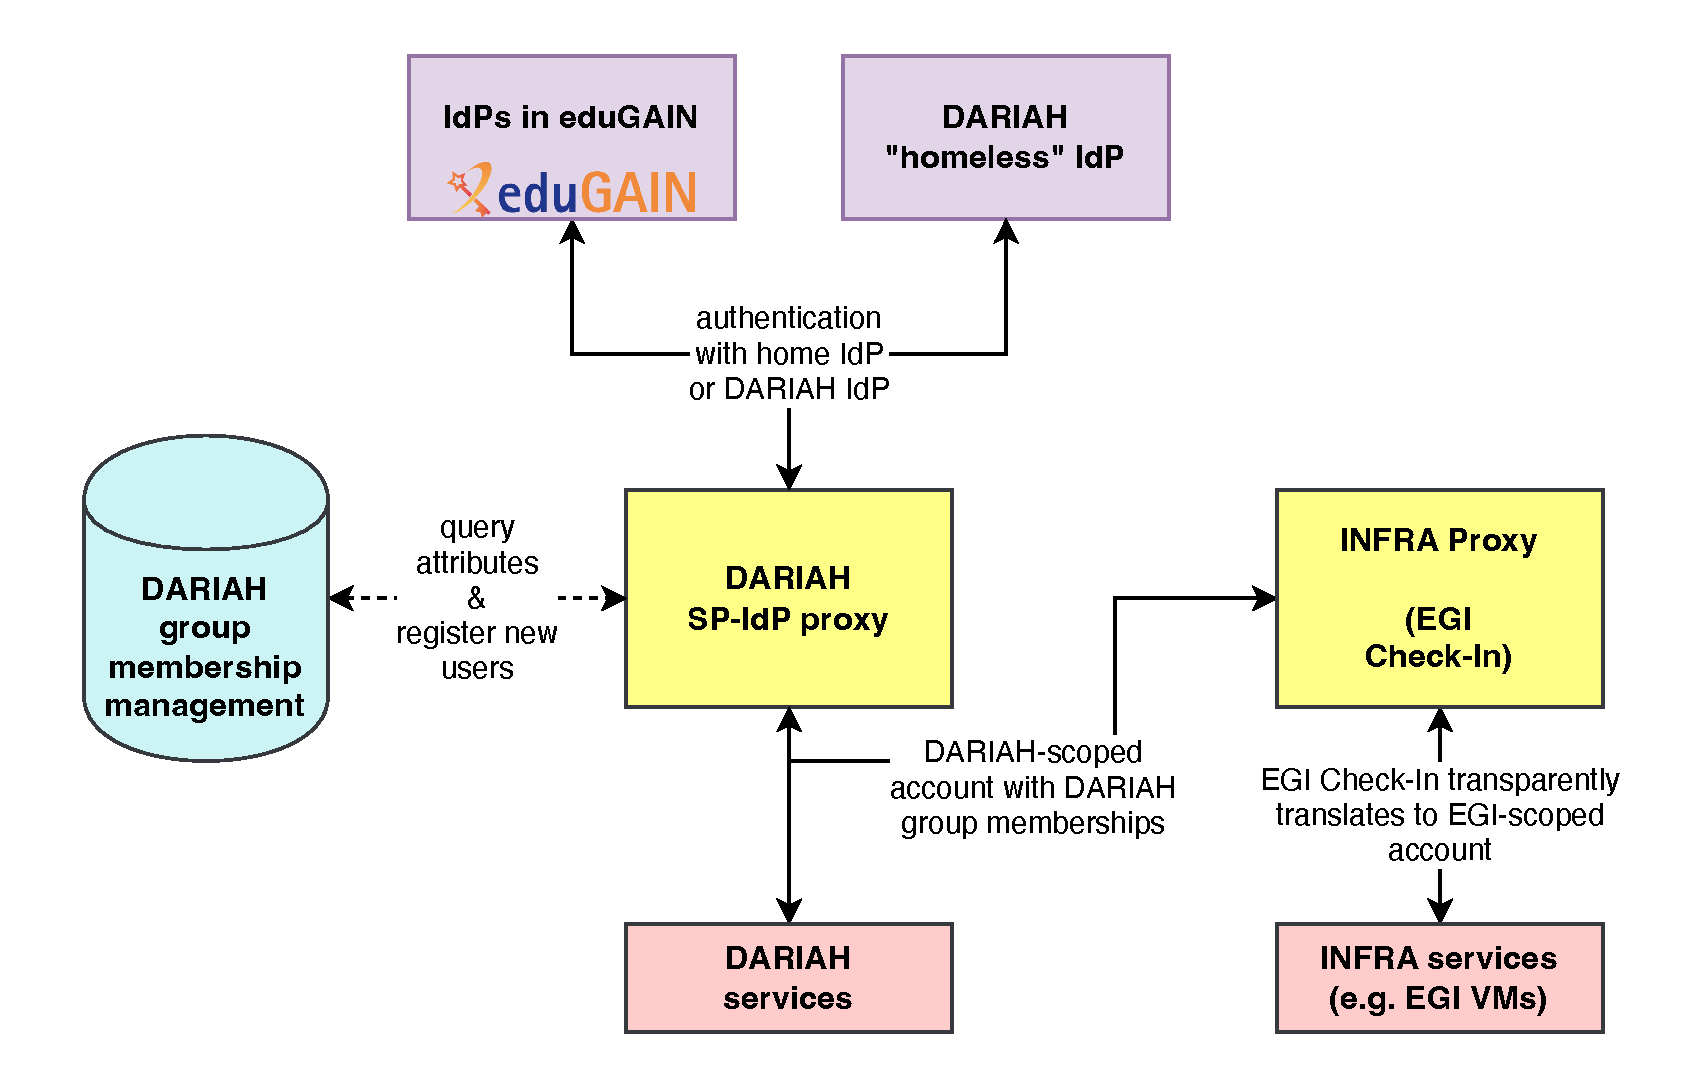 IdPs in eduGAIN
eduGAIN
DARIAH
"homeless" IdP
authentication
with home IdP
or DARIAH IdP
DARIAH
group
membership
management
query
attributes
&
register new
users
DARIAH
SP-IdP proxy
INFRA Proxy
(EGI
Check-In)
DARIAH-scoped
account with DARIAH
group memberships
EGI Check-In transparently
translates to EGI-scoped
account
DARIAH
services
INFRA services
(e.g. EGI VMs)